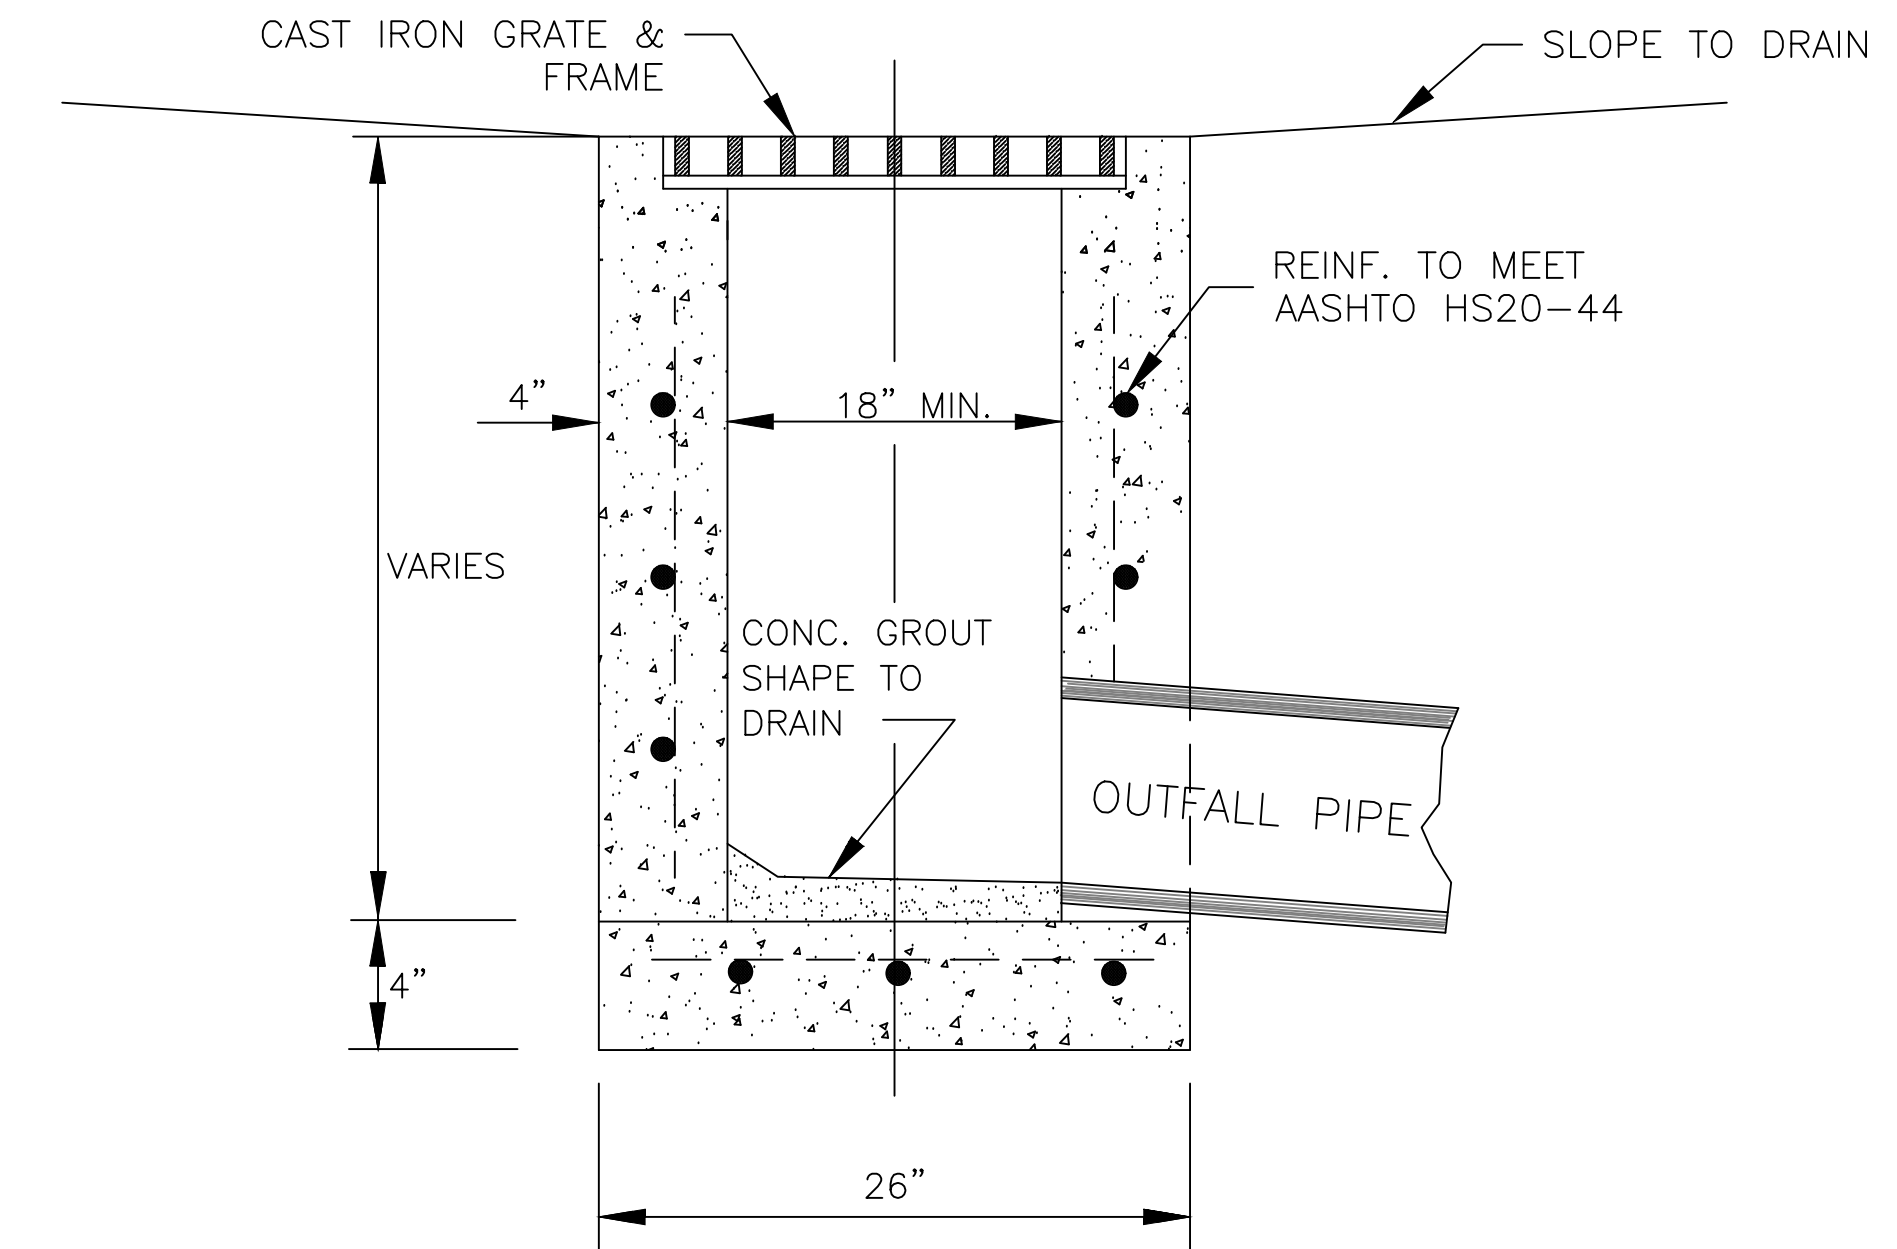 CAST IRON GRATE &
FRAME
SLOPE TO DRAIN
REINF. TO MEET
AASHTO HS20-44
4”
18” MIN.
VARIES
CONC. GROUT
SHAPE TO
DRAIN
OUTFALL PIPE
4”
26”